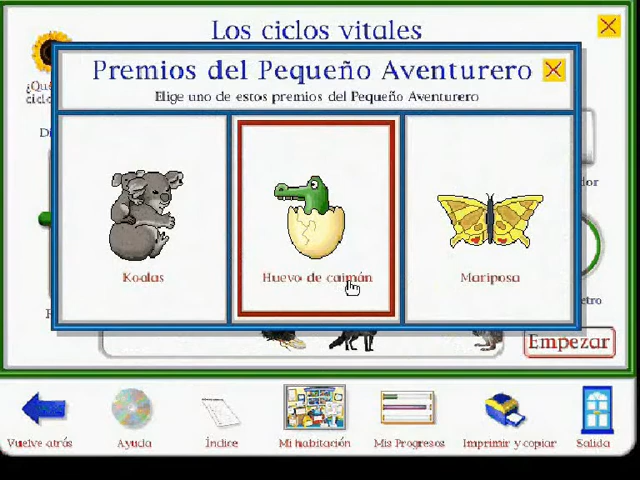 Los ciclos vitales
Premios del Pequeño Aventurero
Elige uno de estos premios del Pequeño Aventurero
Koalas
Huevo de caimán
Mariposa
Empezar
Vuelve atrás
Ayuda
Índice
Mi habitación
Mis Progresos
Imprimir y copiar
Salida